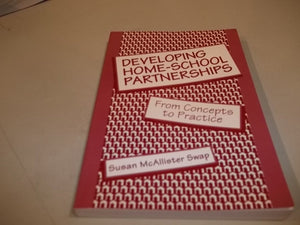 DEVELOPING
HOME-SCHOOL
PARTNERSHIPS
From Concepts
to Practice
Susan McAllister Swap